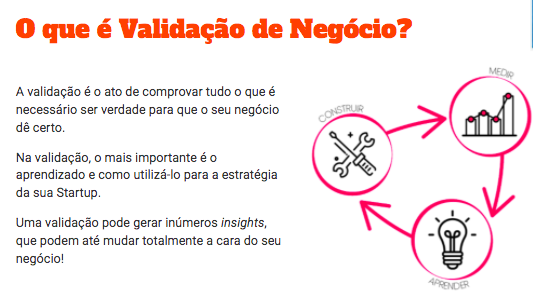 O que é Validação de Negócio?
A validação é o ato de comprovar tudo o que é
necessário ser verdade para que o seu negócio
dê certo.
Na validação, o mais importante é o
aprendizado e como utilizá-lo para a estratégia
da sua Startup.
Uma validação pode gerar inúmeros insights,
que podem até mudar totalmente a cara do seu
negócio!
CONSTRUIR
MEDIR
APRENDER